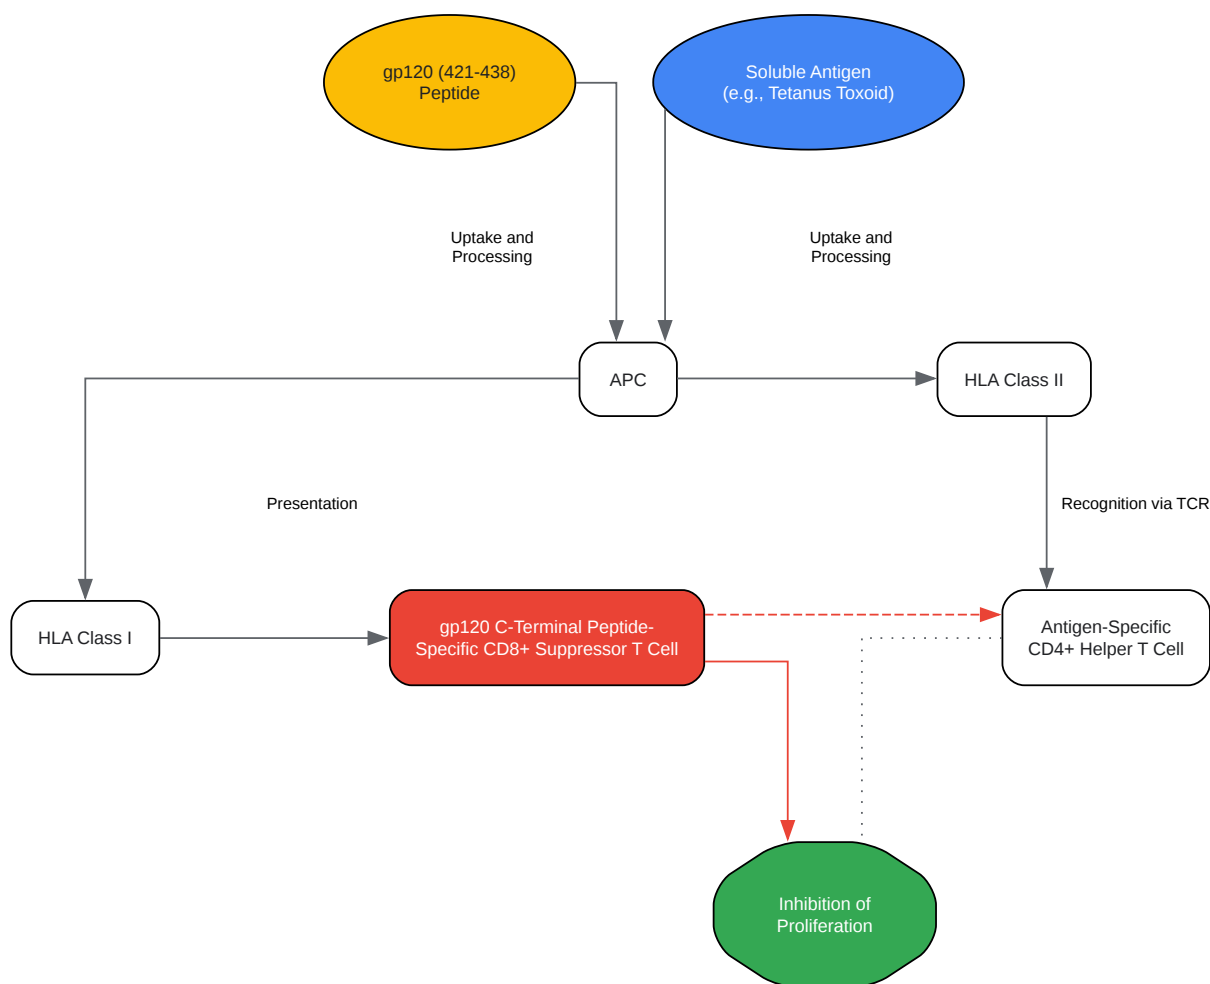 gp120 (421-438)
Peptide
Soluble Antigen
(e.g., Tetanus Toxoid)
Uptake and
Processing
Uptake and
Processing
APC
HLA Class II
Presentation
Recognition via TCR
HLA Class I
gp120 C-Terminal Peptide-
Specific CD8+ Suppressor T Cell
Antigen-Specific
CD4+ Helper T Cell
Inhibition of
Proliferation